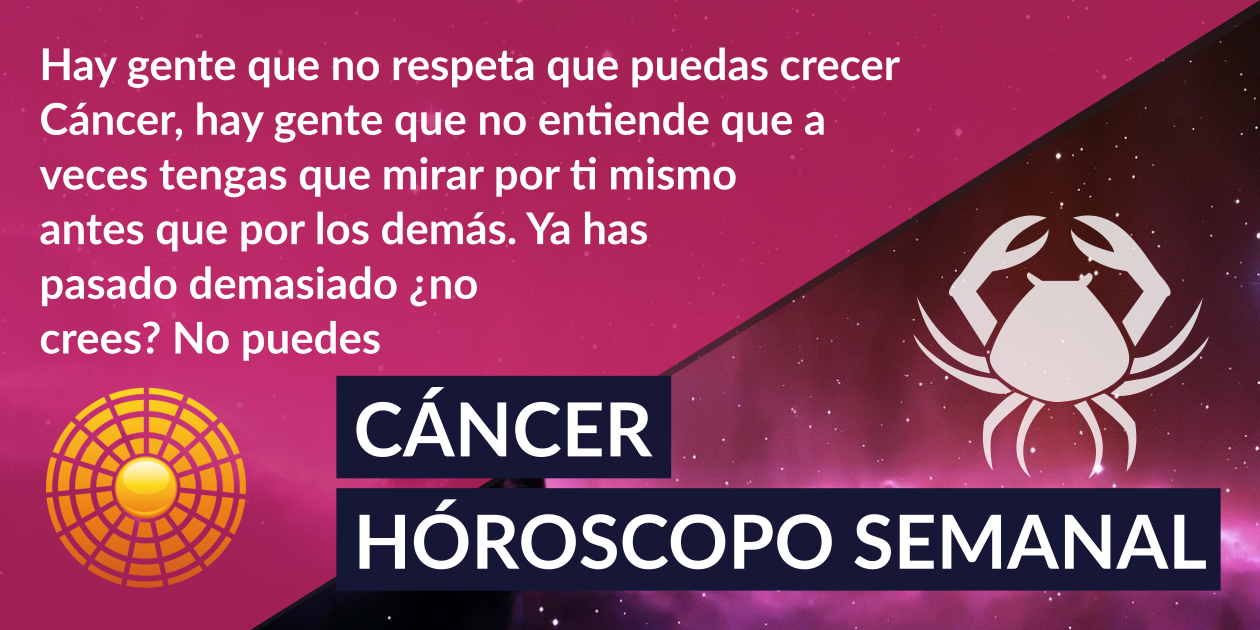 Hay gente que no respeta que puedas crecer
Cáncer, hay gente que no entiende que a
veces tengas que mirar por ti mismo
antes que por los demás. Ya has
pasado demasiado ¿no
crees? No puedes
CÁNCER
HÓROSCOPO SEMANAL